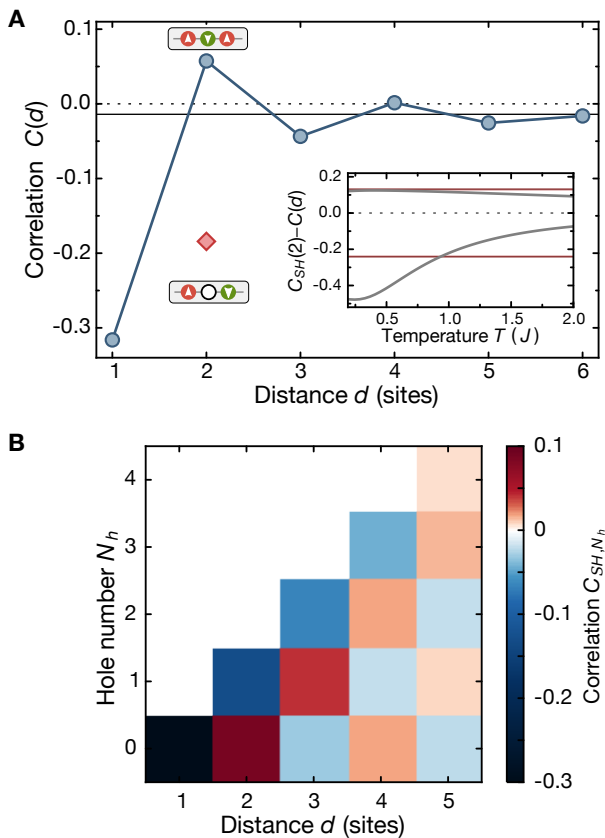 A
Correlation C(d)
0.1
0.0
-0.1
-0.2
-0.3
1 2 3 4 5 6
Distance d (sites)
C_SH(2)–C(d)
0.2
0.0
-0.2
-0.4
0.5 1.0 1.5 2.0
Temperature T (J)
B
Hole number N_h
4
3
2
1
0
1 2 3 4 5
Distance d (sites)
0.1
0
-0.1
-0.2
-0.3
Correlation C_SH,N_h